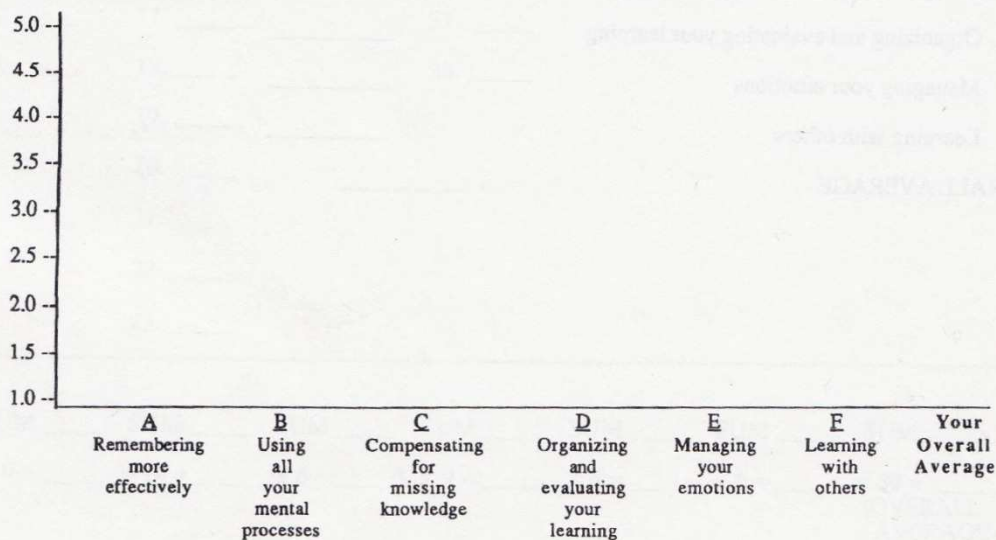 5.0
4.5
4.0
3.5
3.0
2.5
2.0
1.5
1.0
A B C D E F Your
Remembering Using Compensating Organizing Managing Learning Overall
more all for and your with Average
effectively your missing evaluating emotions others
mental knowledge your
processes learning